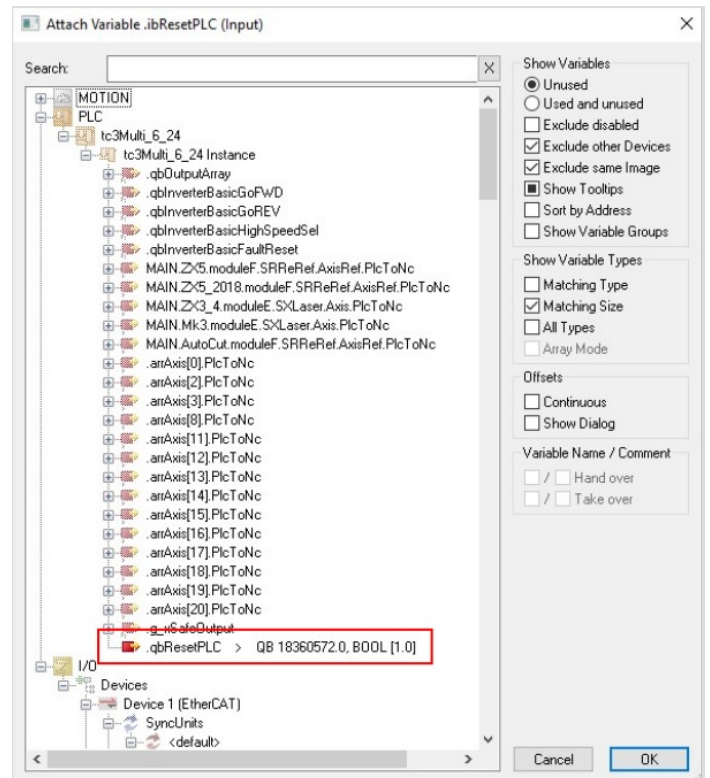 Attach Variable .ibResetPLC (Input)
Search:
MOTION
PLC
tc3Multi_6_24
tc3Multi_6_24 Instance
.qbOutputArray
.qbInverterBasicGoFWD
.qbInverterBasicGoREV
.qbInverterBasicHighSpeedSel
.qbInverterBasicFaultReset
MAIN.ZX5.moduleF.SRReRef.AxisRef.PlcToNc
MAIN.ZX5_2018.moduleF.SRReRef.AxisRef.PlcToNc
MAIN.ZX3_4.moduleE.SXLaser.Axis.PlcToNc
MAIN.Mk3.moduleE.SXLaser.Axis.PlcToNc
MAIN.AutoCut.moduleF.SRReRef.AxisRef.PlcToNc
.arrAxis[0].PlcToNc
.arrAxis[2].PlcToNc
.arrAxis[3].PlcToNc
.arrAxis[8].PlcToNc
.arrAxis[11].PlcToNc
.arrAxis[12].PlcToNc
.arrAxis[13].PlcToNc
.arrAxis[14].PlcToNc
.arrAxis[15].PlcToNc
.arrAxis[16].PlcToNc
.arrAxis[17].PlcToNc
.arrAxis[18].PlcToNc
.arrAxis[19].PlcToNc
.arrAxis[20].PlcToNc
.qbResetPLC > QB 18360572.0, BOOL [1.0]
I/O
Devices
Device 1 (EtherCAT)
SyncUnits
<default>
Show Variables
Unused
Used and unused
Exclude disabled
Exclude other Devices
Exclude same Image
Show Tooltips
Sort by Address
Show Variable Groups
Show Variable Types
Matching Type
Matching Size
All Types
Array Mode
Offsets
Continuous
Show Dialog
Variable Name / Comment
/ Hand over
/ Take over
Cancel
OK